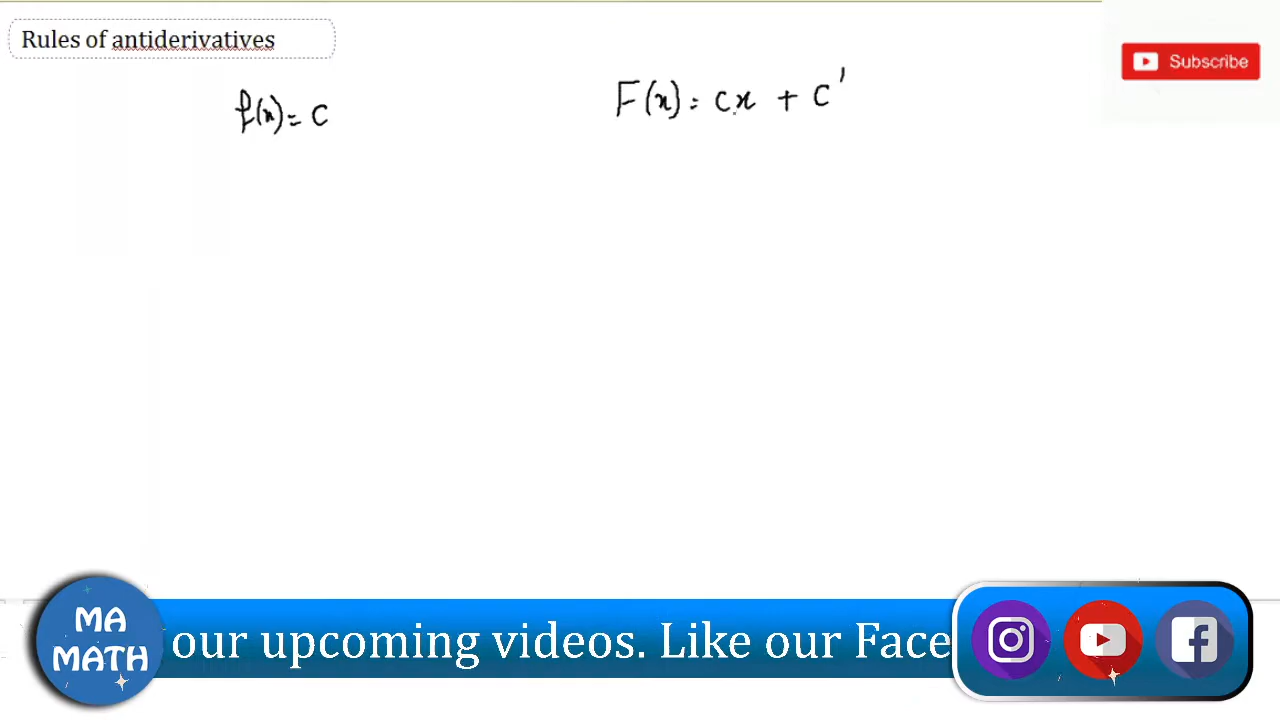 Rules of antiderivatives
Subscribe
f(x) = c
F(x) = cx + c'
MA
MATH
our upcoming videos. Like our Face